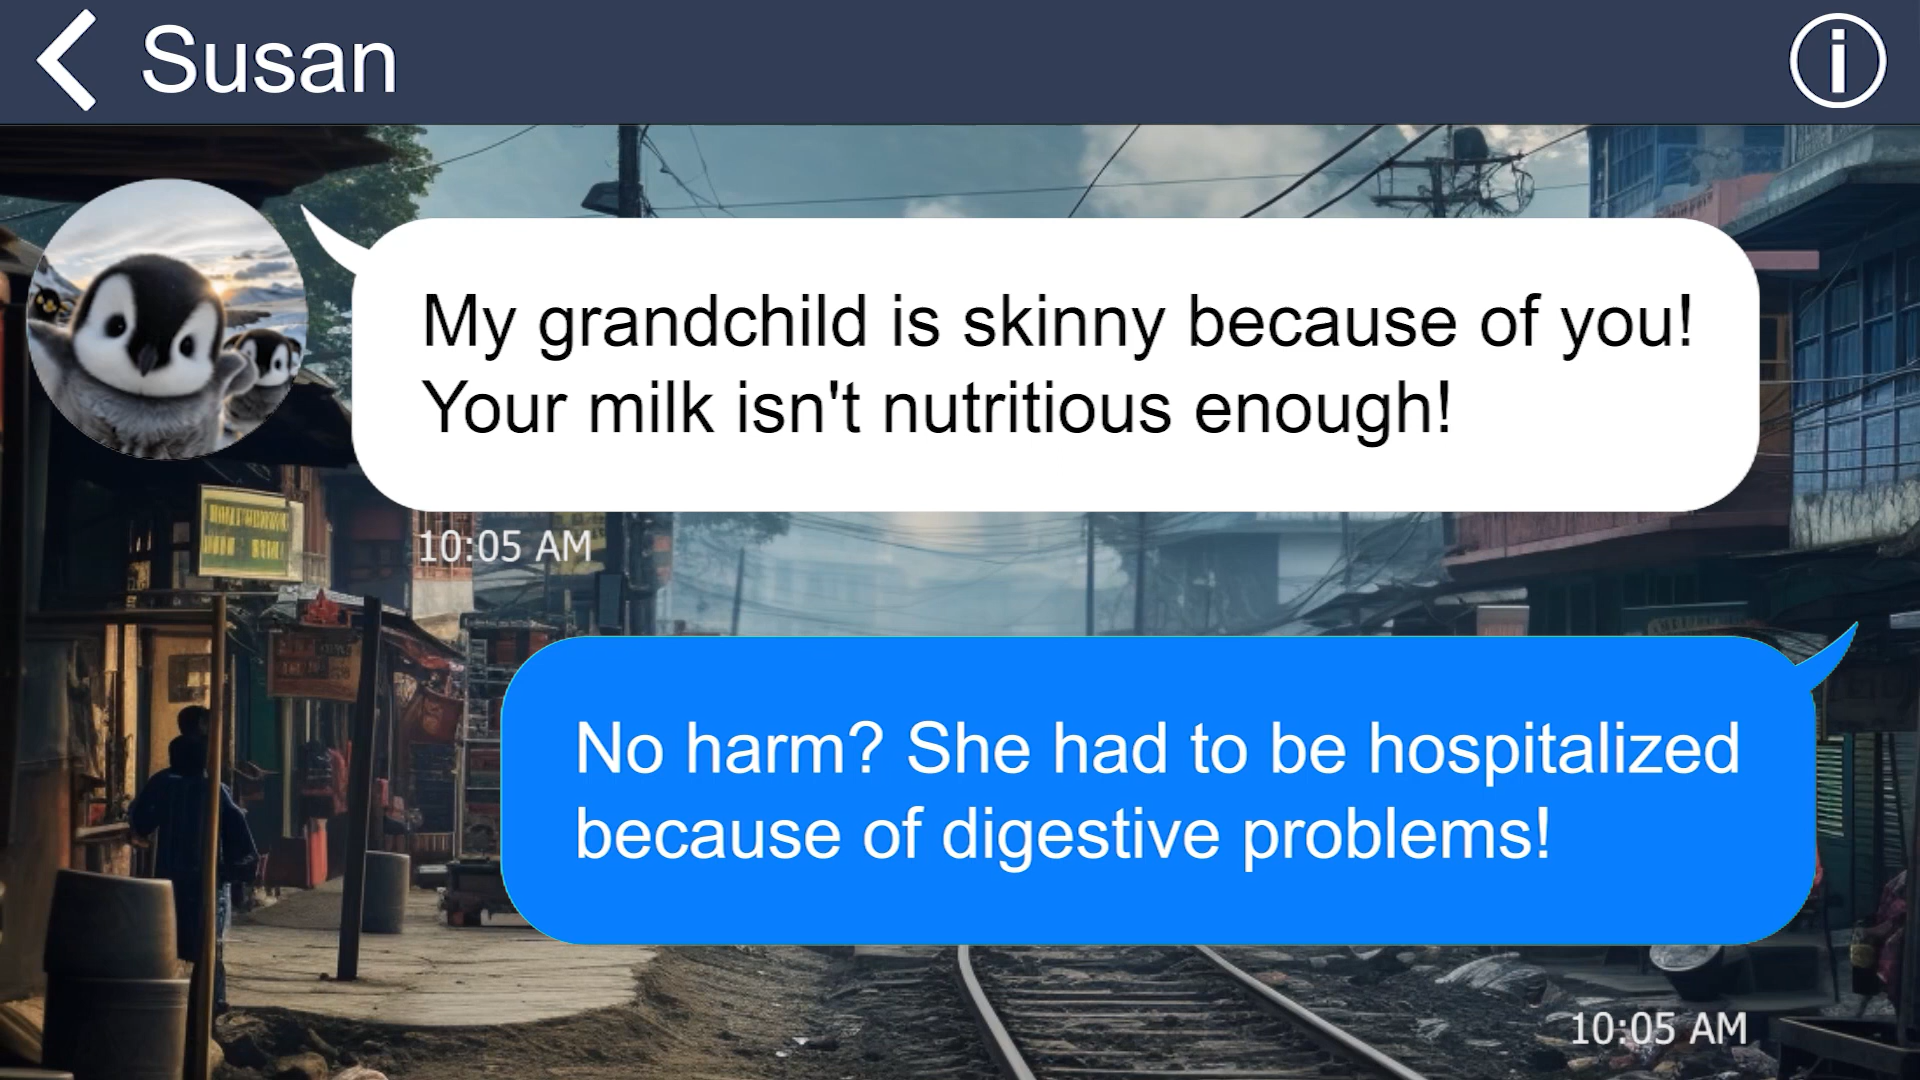 Susan
My grandchild is skinny because of you!
Your milk isn't nutritious enough!
10:05 AM
No harm? She had to be hospitalized
because of digestive problems!
10:05 AM